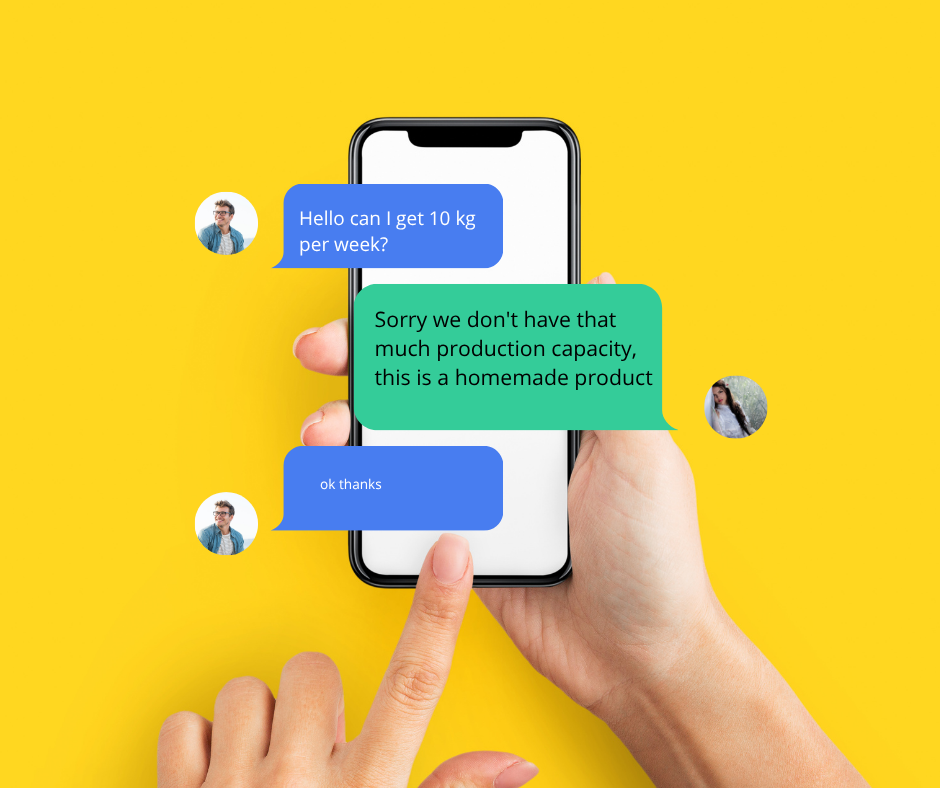 Hello can I get 10 kg
per week?
Sorry we don't have that
much production capacity,
this is a homemade product
ok thanks